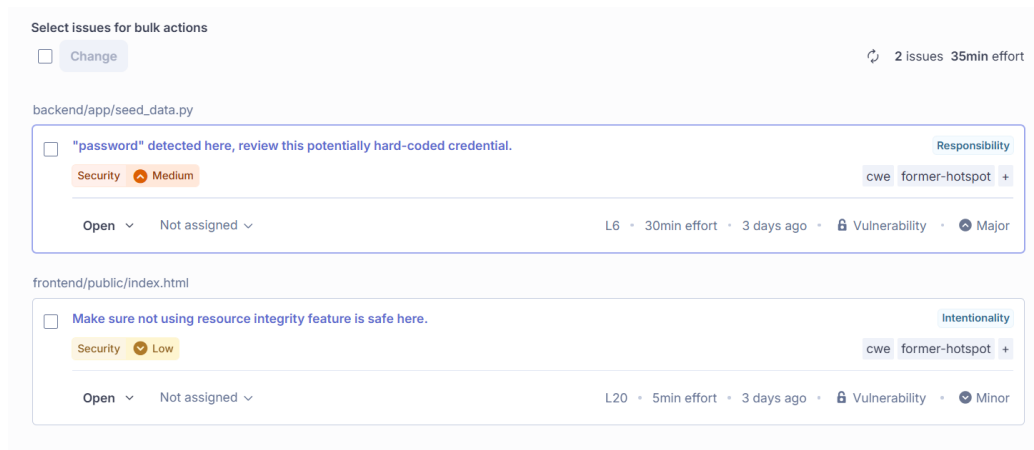 Select issues for bulk actions
Change
2 issues 35min effort
backend/app/seed_data.py
"password" detected here, review this potentially hard-coded credential.
Responsibility
Security Medium
cwe former-hotspot +
Open Not assigned
L6 • 30min effort • 3 days ago • Vulnerability • Major
frontend/public/index.html
Make sure not using resource integrity feature is safe here.
Intentionality
Security Low
cwe former-hotspot +
Open Not assigned
L20 • 5min effort • 3 days ago • Vulnerability • Minor